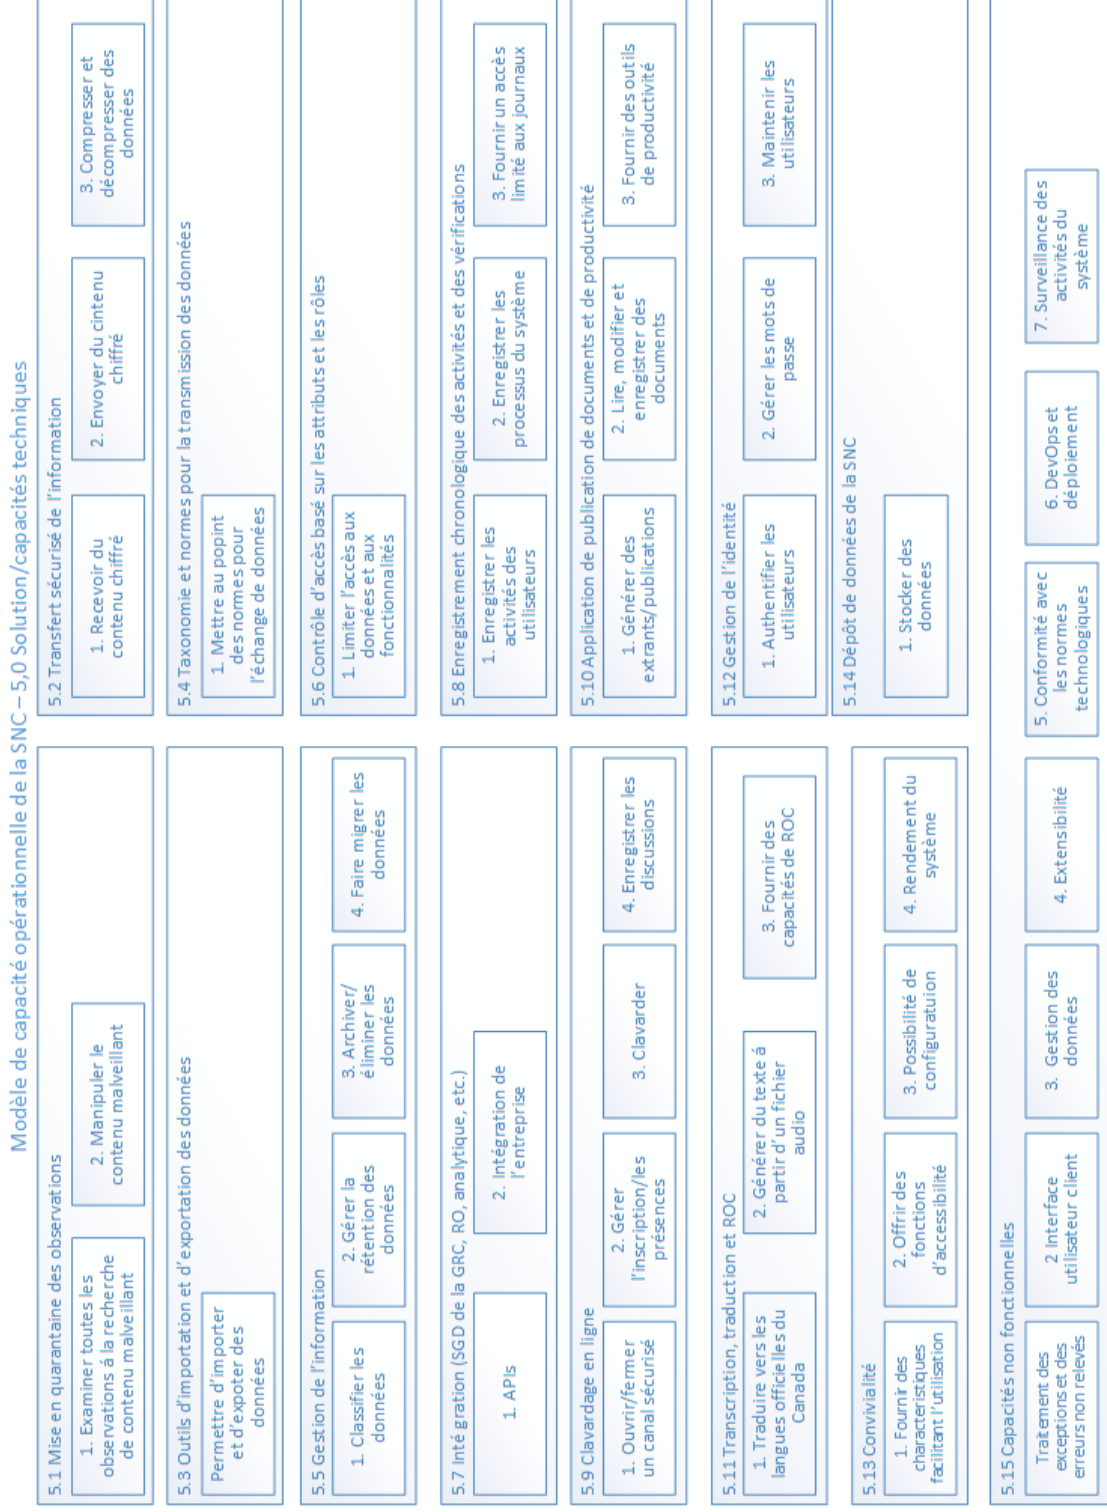 Modèle de capacité opérationnelle de la SNC – 5,0 Solution/capacités techniques
5.1 Mise en quarantaine des observations
1. Examiner toutes les
observations á la recherche
de contenu malveillant
2. Manipuler le
contenu malveillant
5.2 Transfert sécurisé de l’information
1. Recevoir du
contenu chiffré
2. Envoyer du cintenu
chiffré
3. Compresser et
décompresser des
données
5.3 Outils d’importation et d’exportation des données
Permettre d’importer
et d’expoter des
données
5.4 Taxonomie et normes pour la transmission des données
1. Mettre au popint
des normes pour
l’échange de données
5.5 Gestion de l’information
1. Classifier les
données
2. Gérer la
rétention des
données
3. Archiver/
éliminer les
données
4. Faire migrer les
données
5.6 Contrôle d’accès basé sur les attributs et les rôles
1. Limiter l’accès aux
données et aux
fonctionnalités
5.7 Intégration (SGD de la GRC, RO, analytique, etc.)
1. APIs
2. Intégration de
l’entreprise
5.8 Enregistrement chronologique des activités et des vérifications
1. Enregistrer les
activités des
utilisateurs
2. Enregistrer les
processus du système
3. Fournir un accès
limité aux journaux
5.9 Clavardage en ligne
1. Ouvrir/fermer
un canal sécurisé
2. Gérer
l’inscription/les
présences
3. Clavarder
4. Enregistrer les
discussions
5.10 Application de publication de documents et de productivité
1. Générer des
extrants/publications
2. Lire, modifier et
enregistrer des
documents
3. Fournir des outils
de productivité
5.11 Transcription, traduction et ROC
1. Traduire vers les
langues officielles du
Canada
2. Générer du texte á
partir d’un fichier
audio
3. Fournir des
capacités de ROC
5.12 Gestion de l’identité
1. Authentifier les
utilisateurs
2. Gérer les mots de
passe
3. Maintenir les
utilisateurs
5.13 Convivialité
1. Fournir des
characteristiques
facilitant l’utilisation
2. Offrir des
fonctions
d’accessibilité
3. Possibilité de
configuratuion
4. Rendement du
système
5.14 Dépôt de données de la SNC
1. Stocker des
données
5.15 Capacités non fonctionnelles
Traitement des
exceptions et des
erreurs non relevés
2 Interface
utilisateur client
3. Gestion des
données
4. Extensibilité
5. Conformité avec
les normes
technologiques
6. DevOps et
déploiement
7. Surveillance des
activités du
système